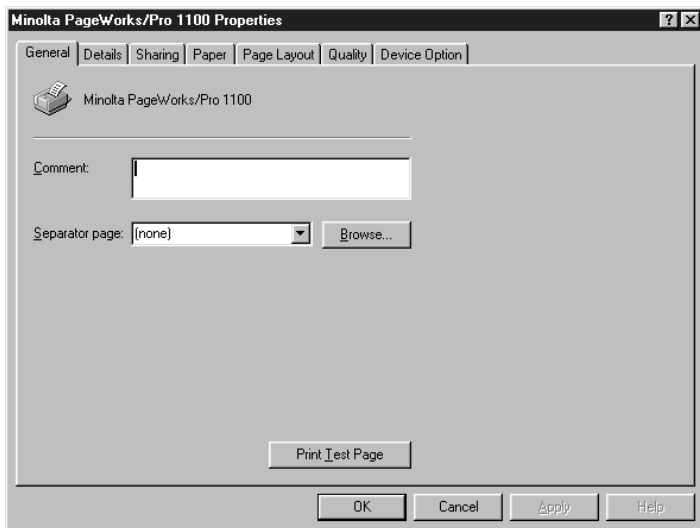 Minolta PageWorks/Pro 1100 Properties
General Details Sharing Paper Page Layout Quality Device Option
Minolta PageWorks/Pro 1100
Comment:
Separator page: (none) Browse...
Print Test Page
OK Cancel Apply Help